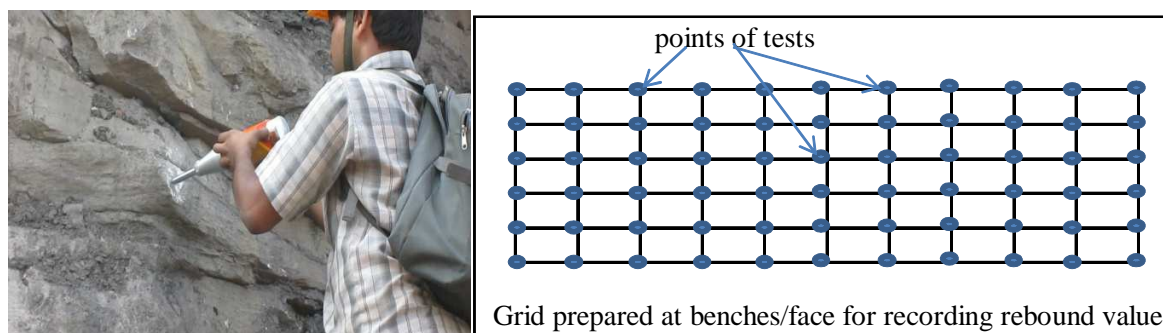 points of tests
Grid prepared at benches/face for recording rebound value